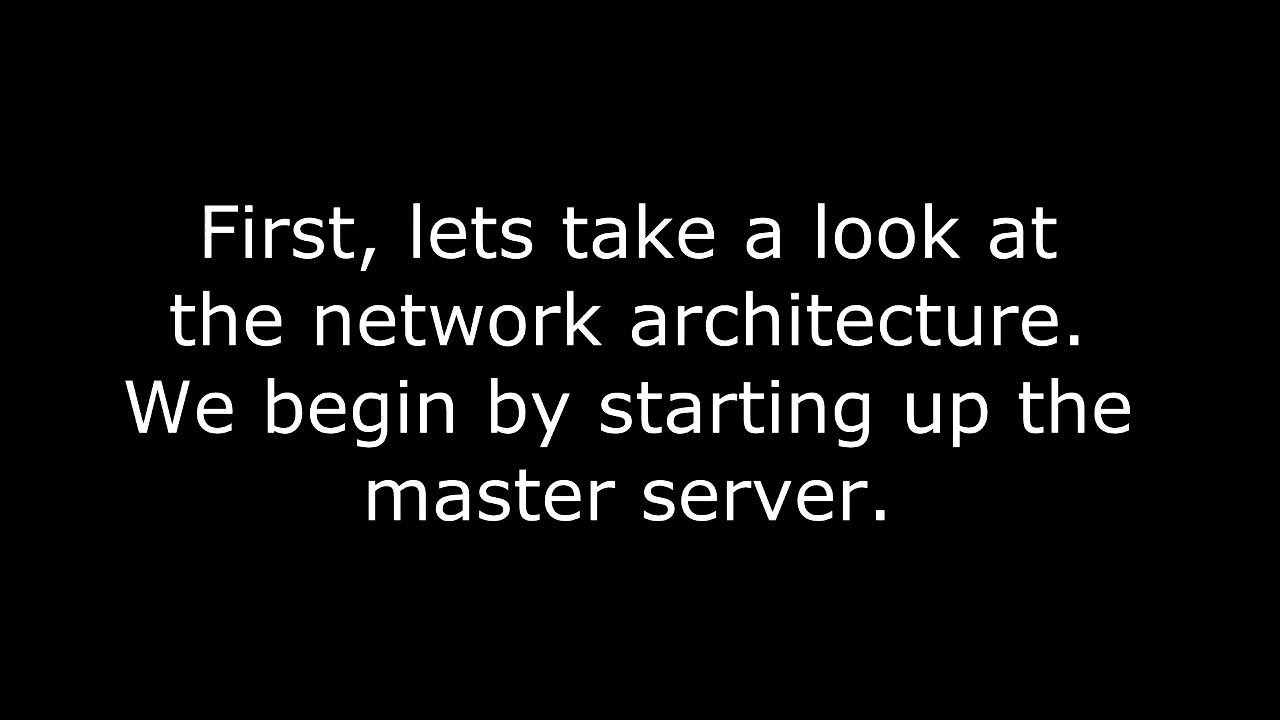 First, lets take a look at
the network architecture.
We begin by starting up the
master server.